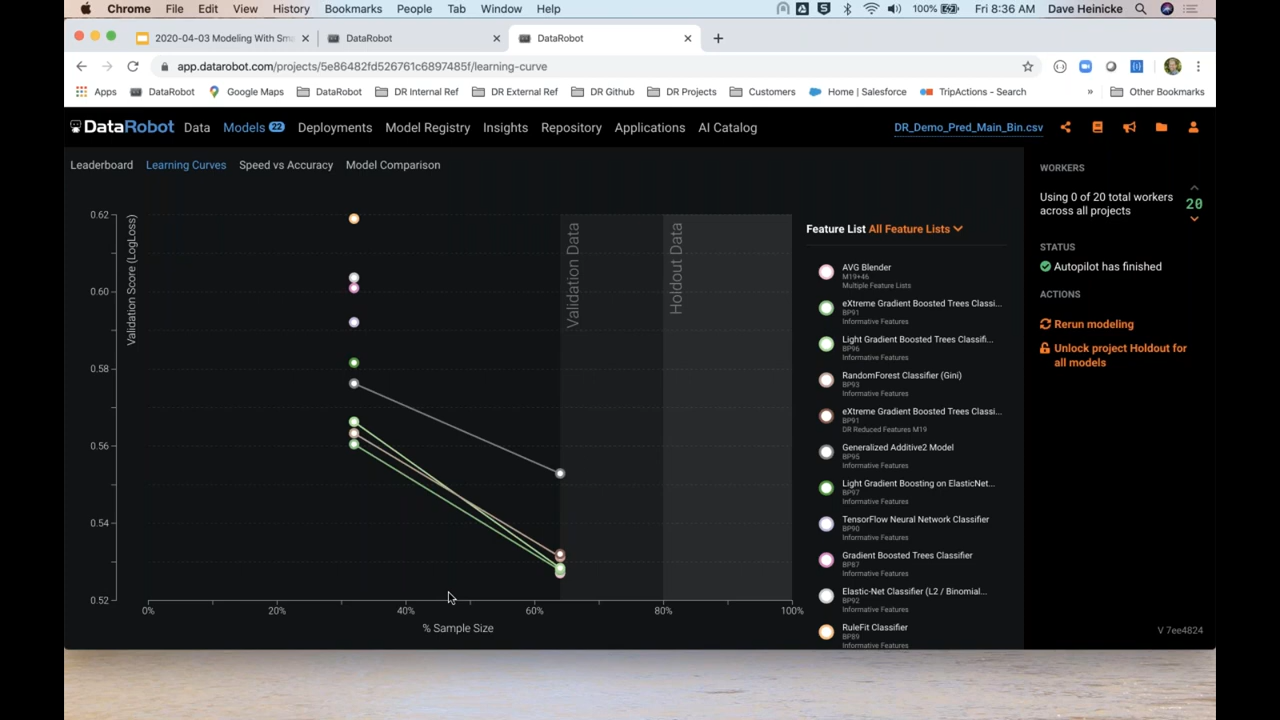 Chrome File Edit View History Bookmarks People Tab Window Help 100% Fri 8:36 AM Dave Heinicke
2020-04-03 Modeling With Sma
DataRobot
DataRobot
app.datarobot.com/projects/5e86482fd526761c6897485f/learning-curve
Apps DataRobot Google Maps DataRobot DR Internal Ref DR External Ref DR Github DR Projects Customers Home | Salesforce TripActions - Search » Other Bookmarks
DataRobot Data Models 22 Deployments Model Registry Insights Repository Applications AI Catalog DR_Demo_Pred_Main_Bin.csv
Leaderboard Learning Curves Speed vs Accuracy Model Comparison
Validation Score (LogLoss)
0.62
0.60
0.58
0.56
0.54
0.52
0% 20% 40% 60% 80% 100%
% Sample Size
Validation Data
Holdout Data
Feature List All Feature Lists
AVG Blender
M19+46
Multiple Feature Lists
eXtreme Gradient Boosted Trees Classi...
BP91
Informative Features
Light Gradient Boosted Trees Classifi...
BP96
Informative Features
RandomForest Classifier (Gini)
BP93
Informative Features
eXtreme Gradient Boosted Trees Classi...
BP91
DR Reduced Features M19
Generalized Additive2 Model
BP95
Informative Features
Light Gradient Boosting on ElasticNet...
BP97
Informative Features
TensorFlow Neural Network Classifier
BP90
Informative Features
Gradient Boosted Trees Classifier
BP87
Informative Features
Elastic-Net Classifier (L2 / Binomial...
BP92
Informative Features
RuleFit Classifier
BP89
Informative Features
WORKERS
Using 0 of 20 total workers
across all projects
20
STATUS
Autopilot has finished
ACTIONS
Rerun modeling
Unlock project Holdout for
all models
V 7ee4824